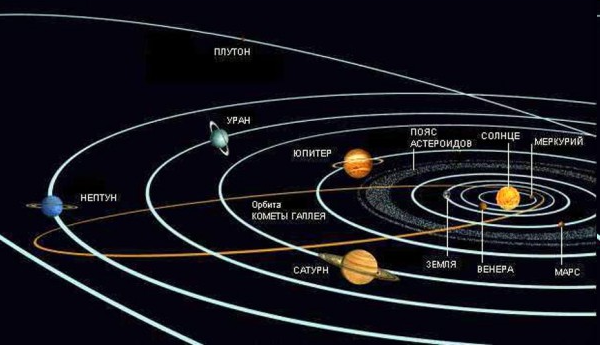 ПЛУТОН
УРАН
ПОЯС
АСТЕРОИДОВ
СОЛНЦЕ
МЕРКУРИЙ
ЮПИТЕР
НЕПТУН
Орбита
КОМЕТЫ ГАЛЛЕЯ
САТУРН
ЗЕМЛЯ
ВЕНЕРА
МАРС